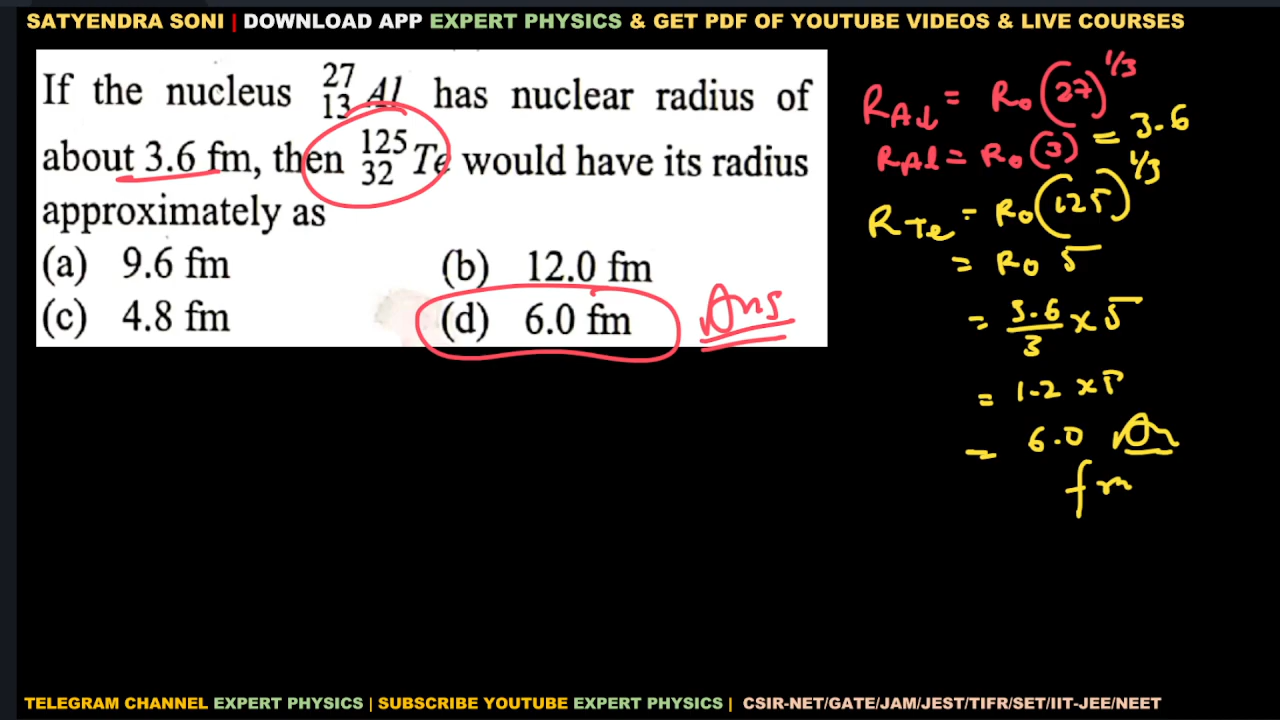 SATYENDRA SONI | DOWNLOAD APP EXPERT PHYSICS & GET PDF OF YOUTUBE VIDEOS & LIVE COURSES
If the nucleus ²⁷₁₃Al has nuclear radius of
about 3.6 fm, then ¹²⁵₃₂Te would have its radius
approximately as
(a) 9.6 fm (b) 12.0 fm
(c) 4.8 fm (d) 6.0 fm Ans
R_Al = R₀(27)^1/3
R_Al = R₀(3) = 3.6
R_Te = R₀(125)^1/3
= R₀ 5
= 3.6/3 × 5
= 1.2 × 5
= 6.0 An
fm
TELEGRAM CHANNEL EXPERT PHYSICS | SUBSCRIBE YOUTUBE EXPERT PHYSICS | CSIR-NET/GATE/JAM/JEST/TIFR/SET/IIT-JEE/NEET